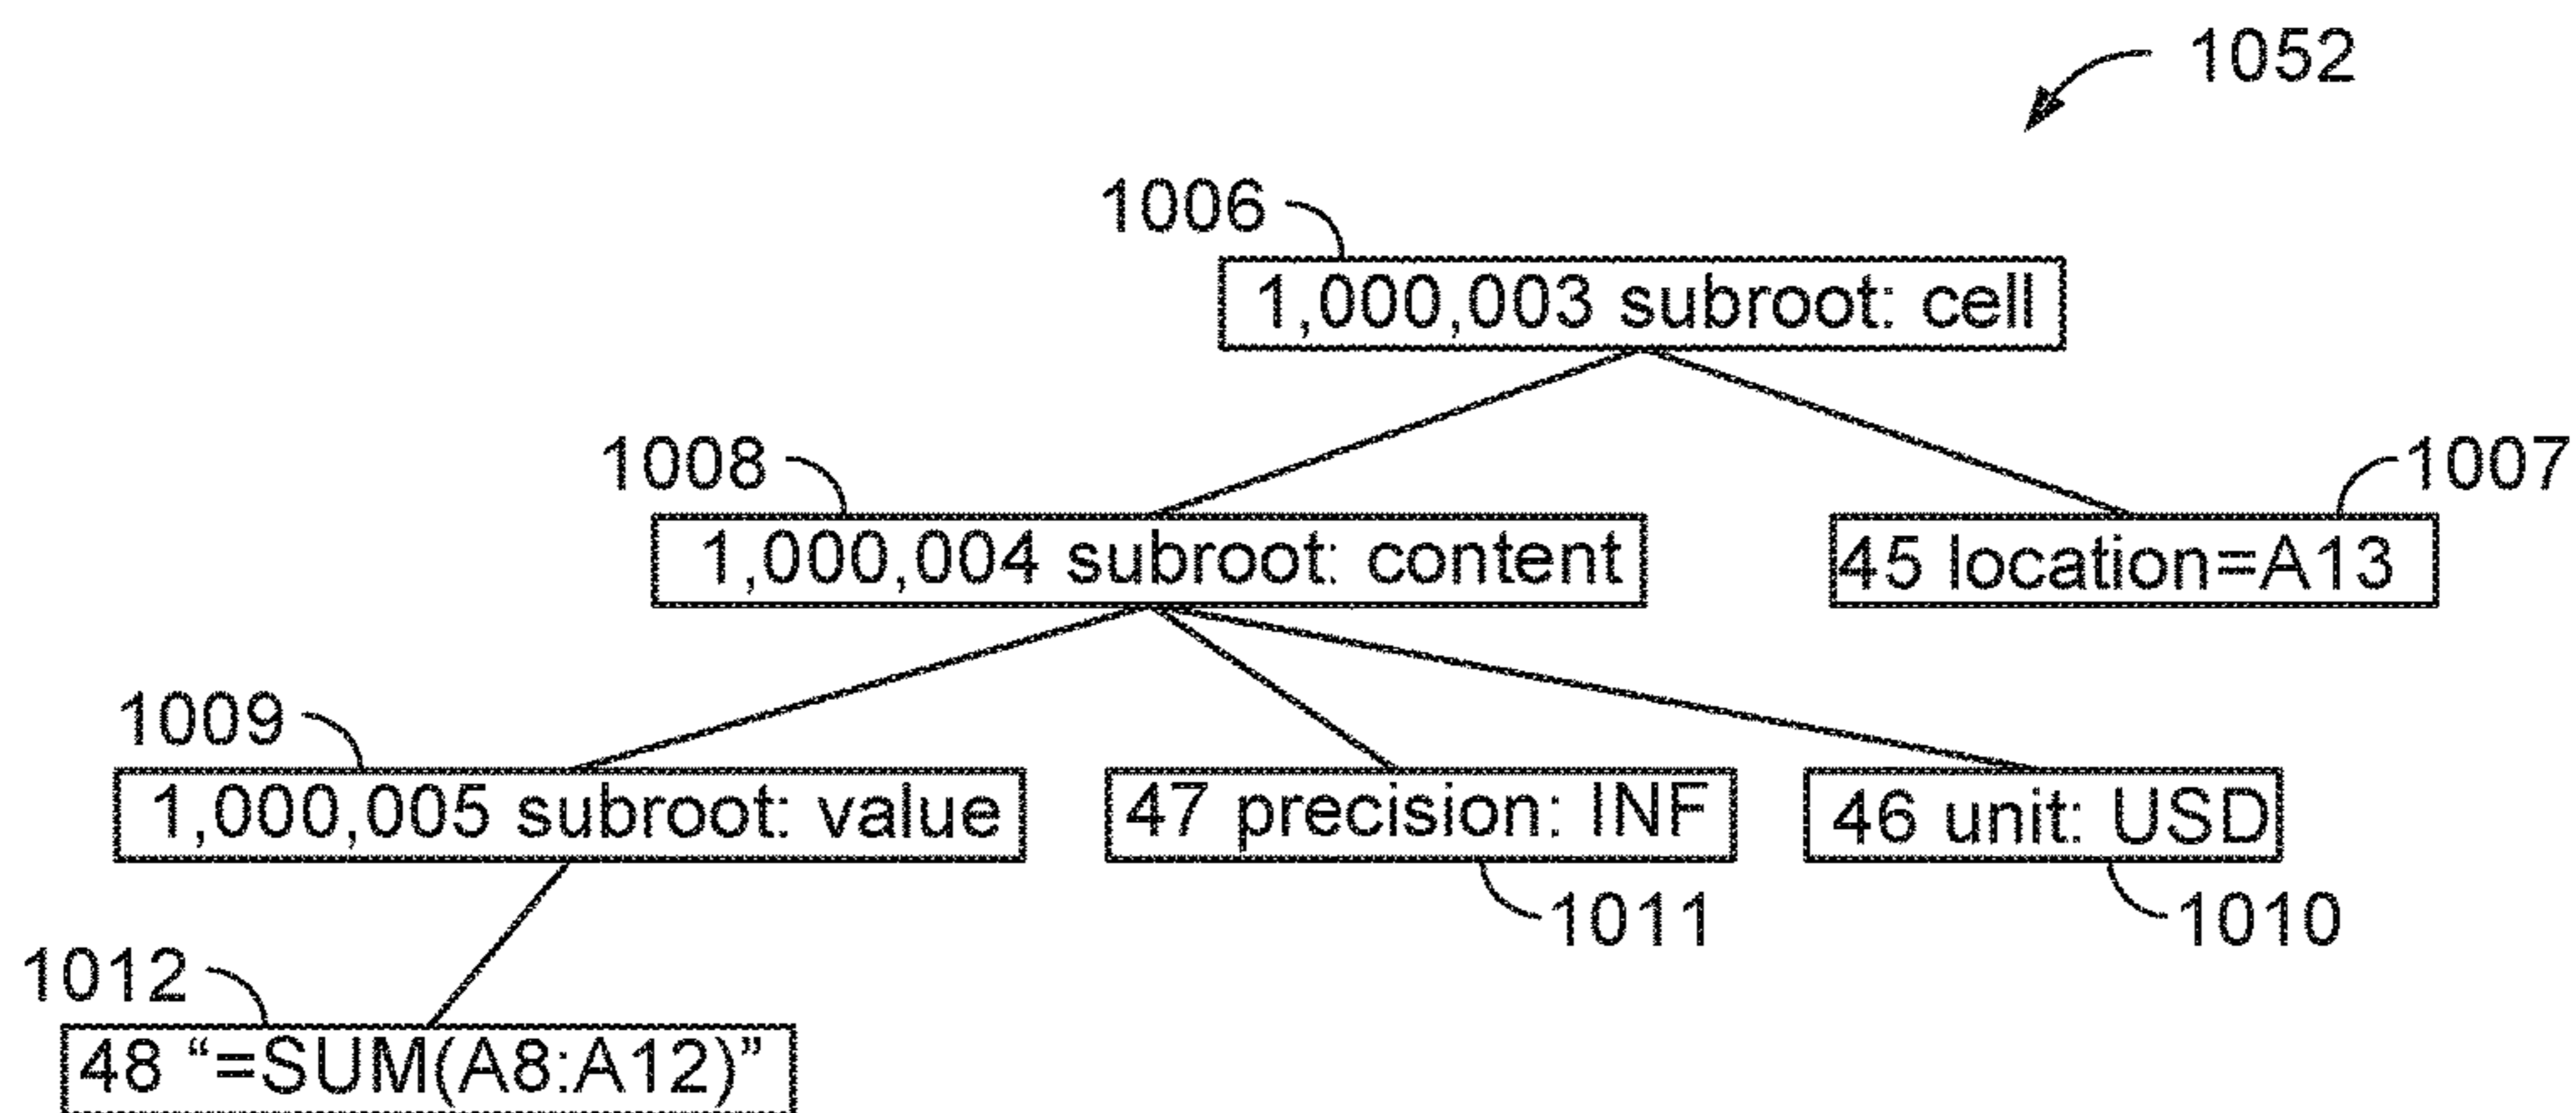 1052
1006
1,000,003 subroot: cell
1008
1007
1,000,004 subroot: content
45 location=A13
1009
1,000,005 subroot: value
47 precision: INF
46 unit: USD
1011
1010
1012
48 “=SUM(A8:A12)”